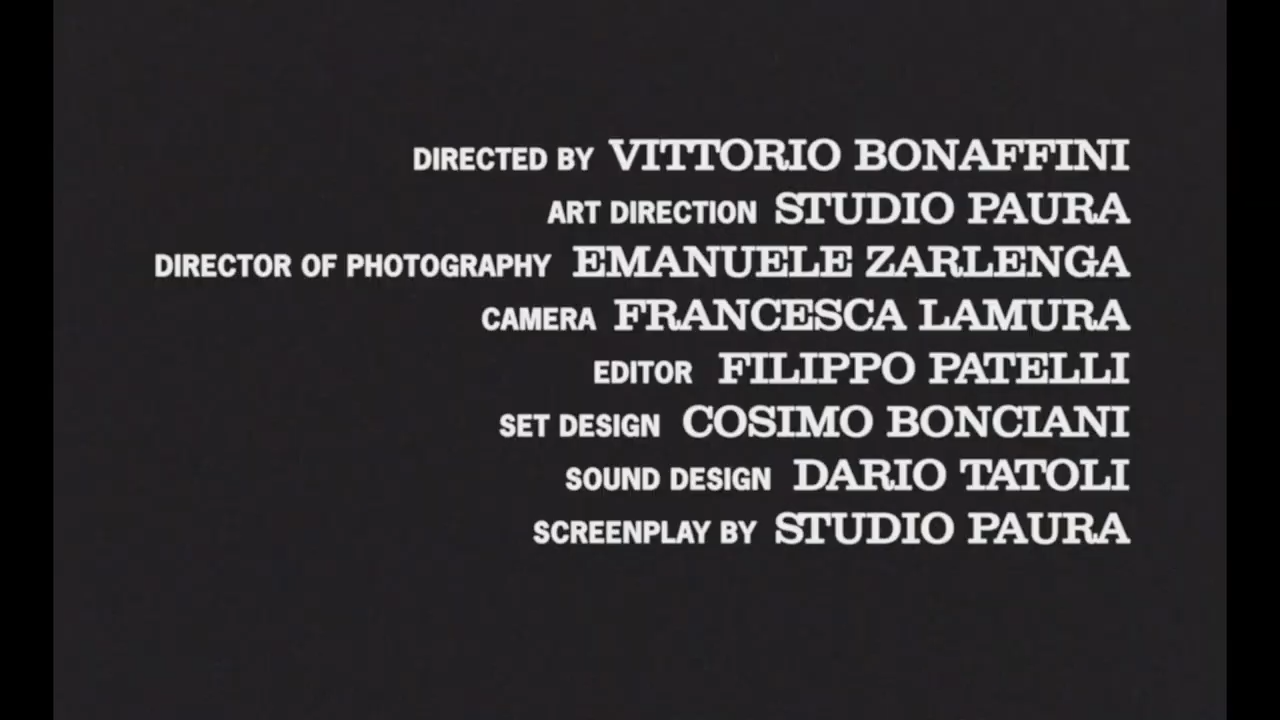 DIRECTED BY VITTORIO BONAFFINI
ART DIRECTION STUDIO PAURA
DIRECTOR OF PHOTOGRAPHY EMANUELE ZARLENGA
CAMERA FRANCESCA LAMURA
EDITOR FILIPPO PATELLI
SET DESIGN COSIMO BONCIANI
SOUND DESIGN DARIO TATOLI
SCREENPLAY BY STUDIO PAURA